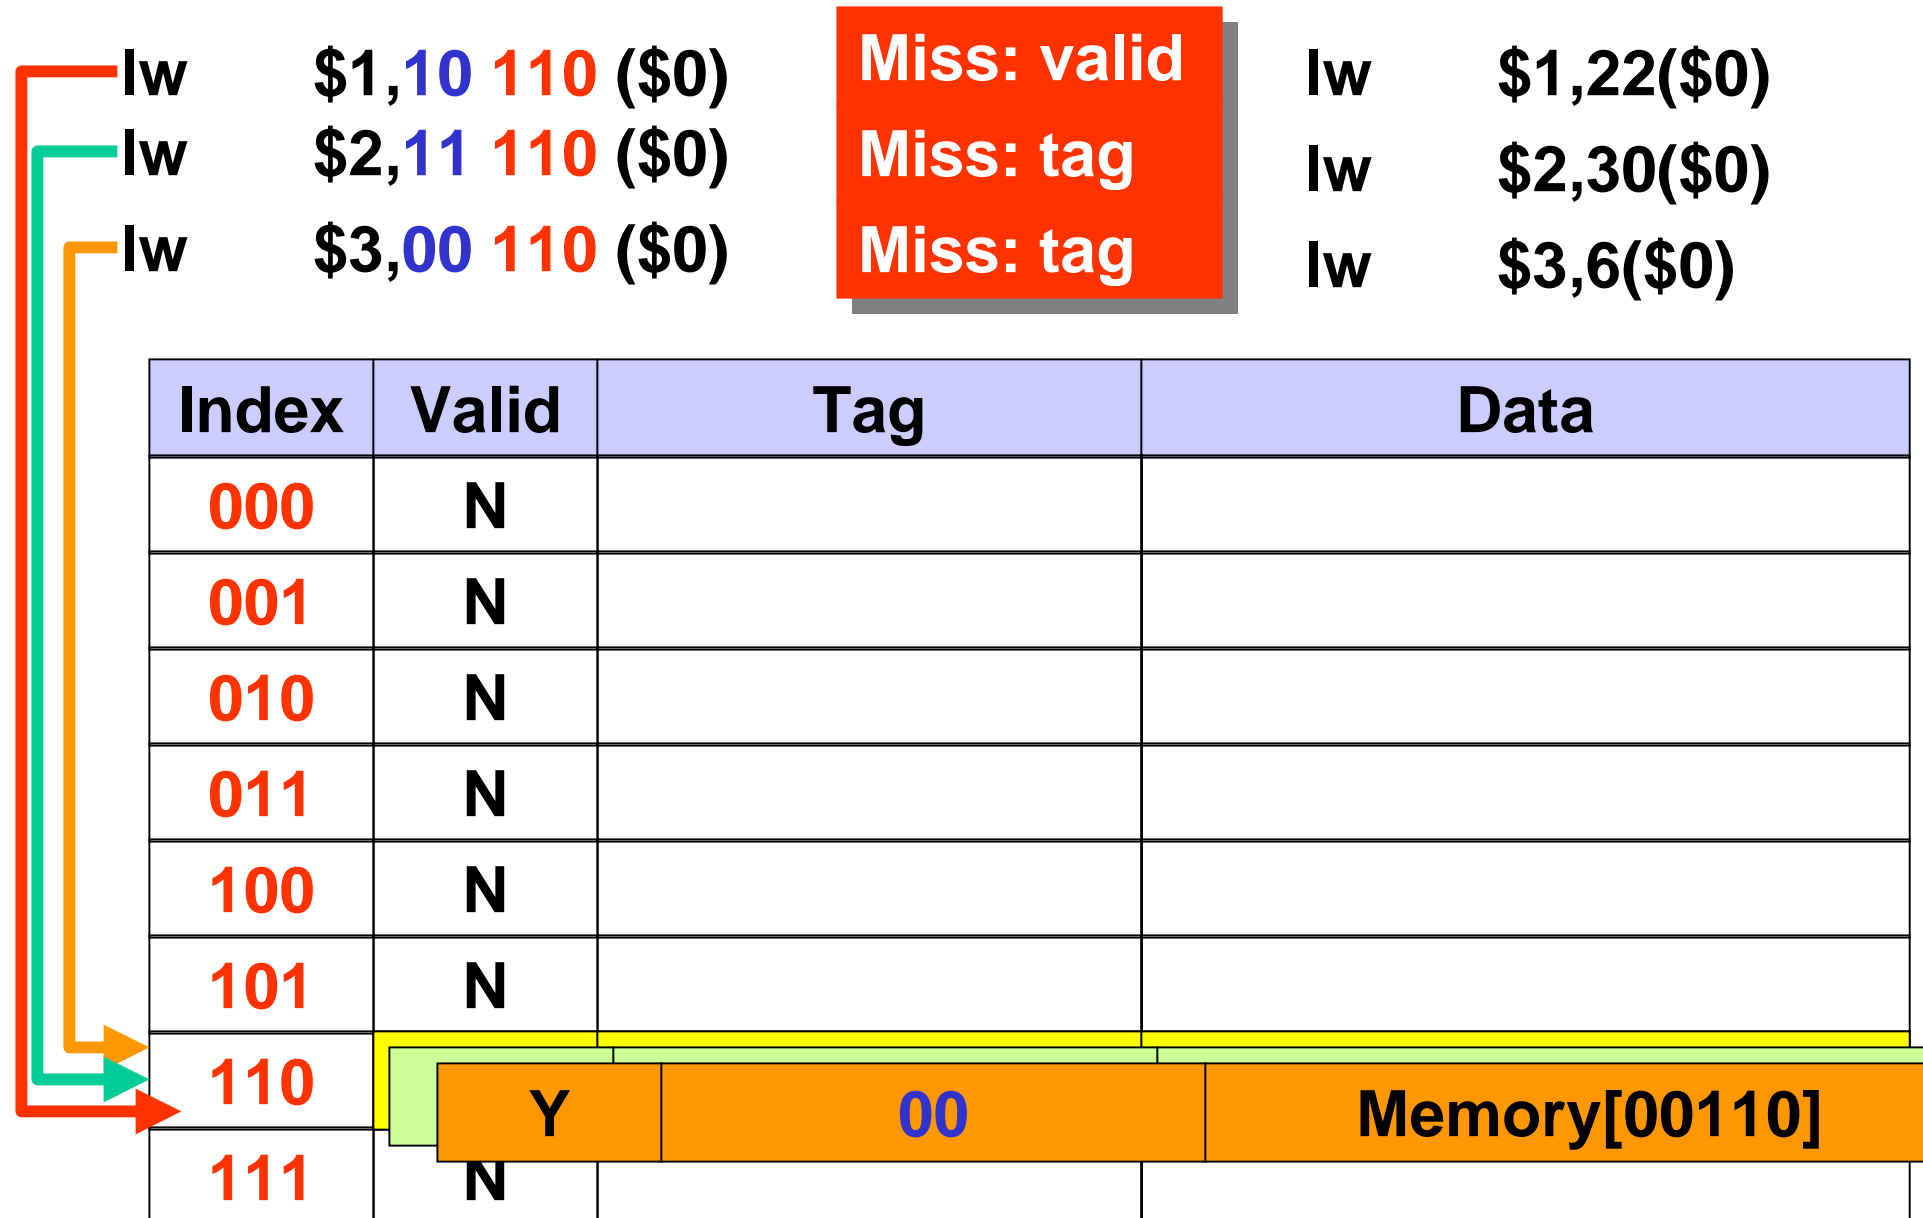 lw $1,10 110 ($0) Miss: valid lw $1,22($0)
lw $2,11 110 ($0) Miss: tag lw $2,30($0)
lw $3,00 110 ($0) Miss: tag lw $3,6($0)
Index Valid Tag Data
000 N
001 N
010 N
011 N
100 N
101 N
110 Y 00 Memory[00110]
111 N